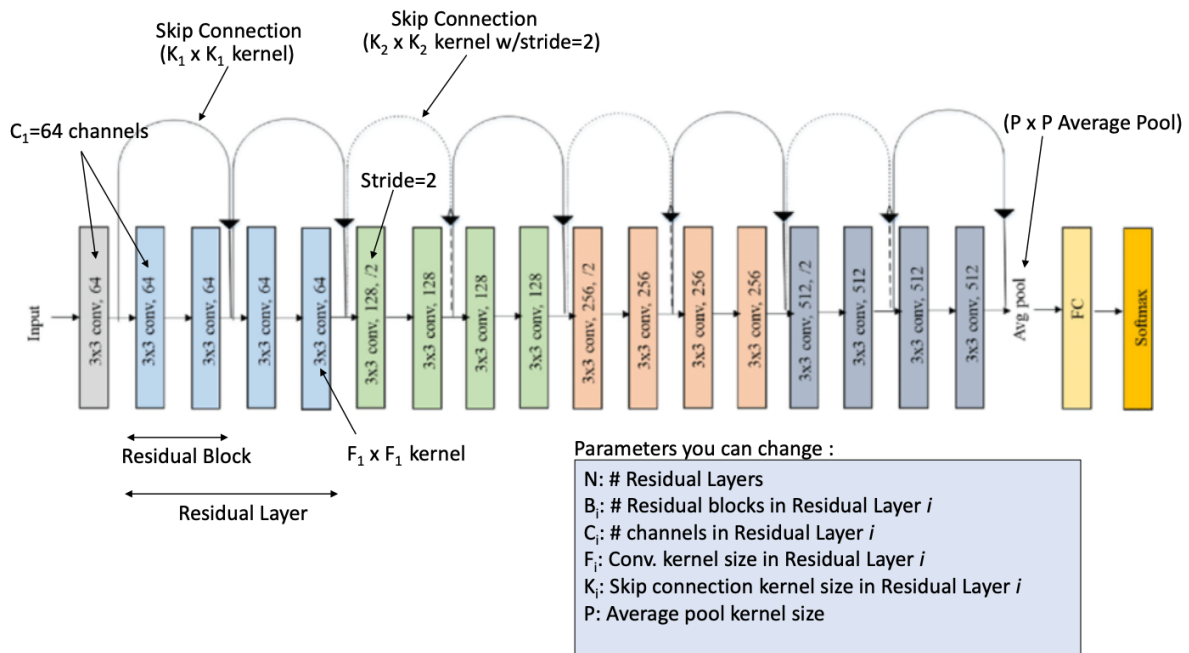 Skip Connection
(K₁ x K₁ kernel)
Skip Connection
(K₂ x K₂ kernel w/stride=2)
C₁=64 channels
(P x P Average Pool)
Stride=2
Input
3x3 conv, 64
3x3 conv, 64
3x3 conv, 64
3x3 conv, 64
3x3 conv, 64
3x3 conv, 128, /2
3x3 conv, 128
3x3 conv, 128
3x3 conv, 128
3x3 conv, 256, /2
3x3 conv, 256
3x3 conv, 256
3x3 conv, 256
3x3 conv, 512, /2
3x3 conv, 512
3x3 conv, 512
3x3 conv, 512
Avg pool
FC
Softmax
Residual Block
F₁ x F₁ kernel
Residual Layer
Parameters you can change :
N: # Residual Layers
Bᵢ: # Residual blocks in Residual Layer i
Cᵢ: # channels in Residual Layer i
Fᵢ: Conv. kernel size in Residual Layer i
Kᵢ: Skip connection kernel size in Residual Layer i
P: Average pool kernel size